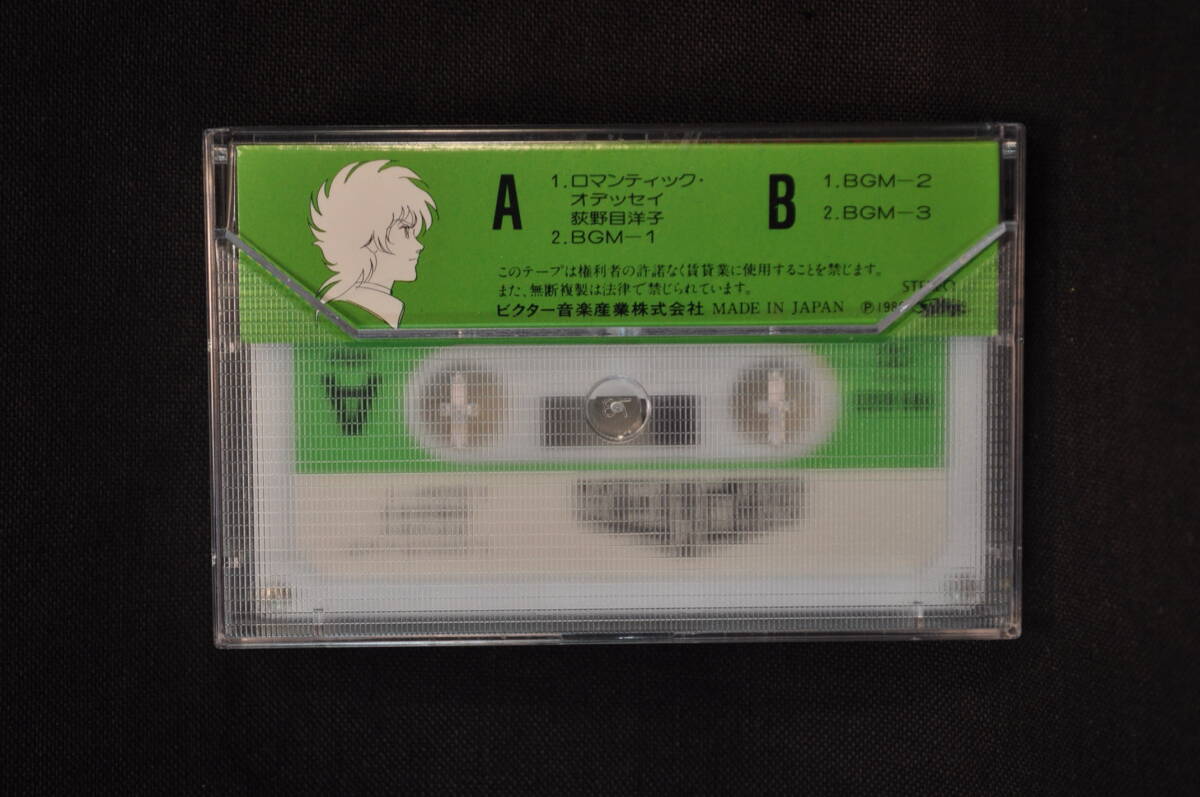 A
1.ロマンティック・
オデッセイ
荻野目洋子
2.BGM-1
B
1.BGM-2
2.BGM-3
このテープは権利者の許諾なく賃貸業に使用することを禁じます。
また、無断複製は法律で禁じられています。
STEREO
ビクター音楽産業株式会社 MADE IN JAPAN
A